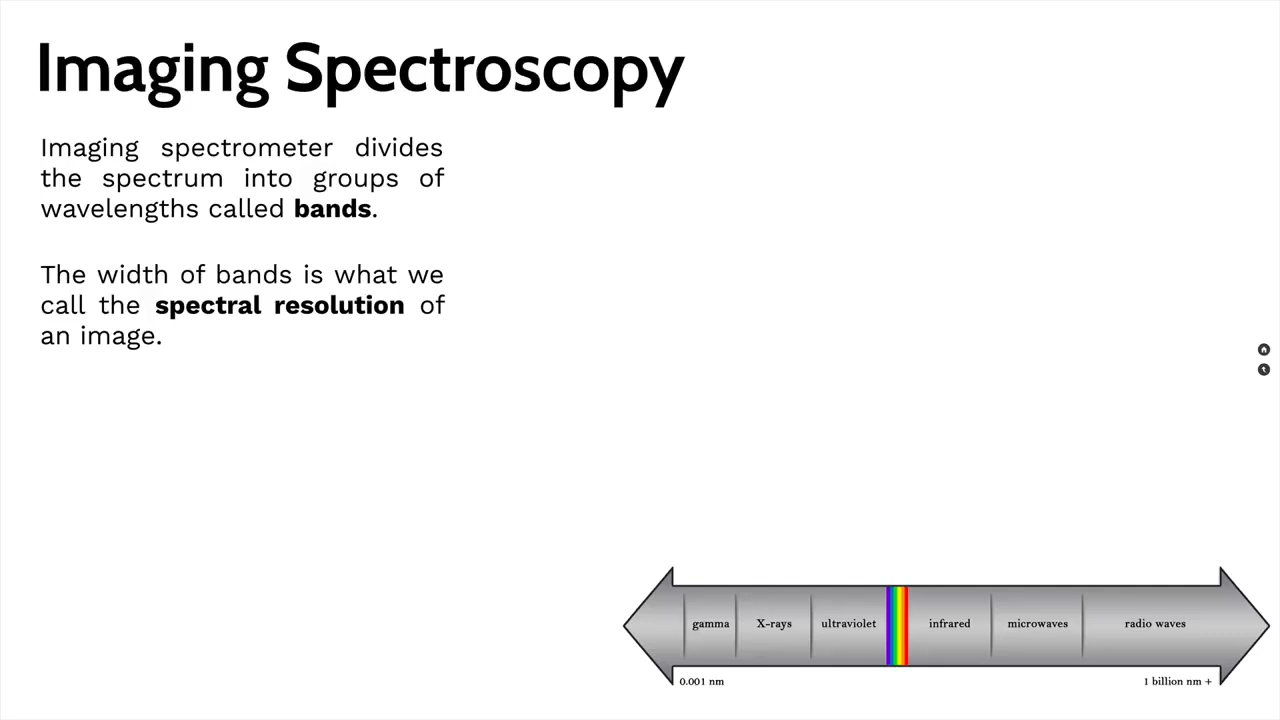 Imaging Spectroscopy
Imaging spectrometer divides
the spectrum into groups of
wavelengths called bands.
The width of bands is what we
call the spectral resolution of
an image.
gamma X-rays ultraviolet infrared microwaves radio waves
0.001 nm 1 billion nm +